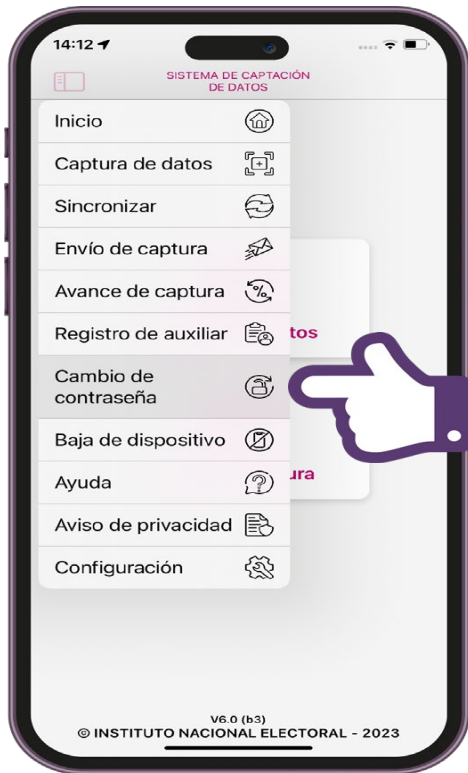 14:12
SISTEMA DE CAPTACIÓN
DE DATOS
Inicio
Captura de datos
Sincronizar
Envío de captura
Avance de captura
Registro de auxiliar
tos
Cambio de
contraseña
Baja de dispositivo
ura
Ayuda
Aviso de privacidad
Configuración
V6.0 (b3)
© INSTITUTO NACIONAL ELECTORAL - 2023